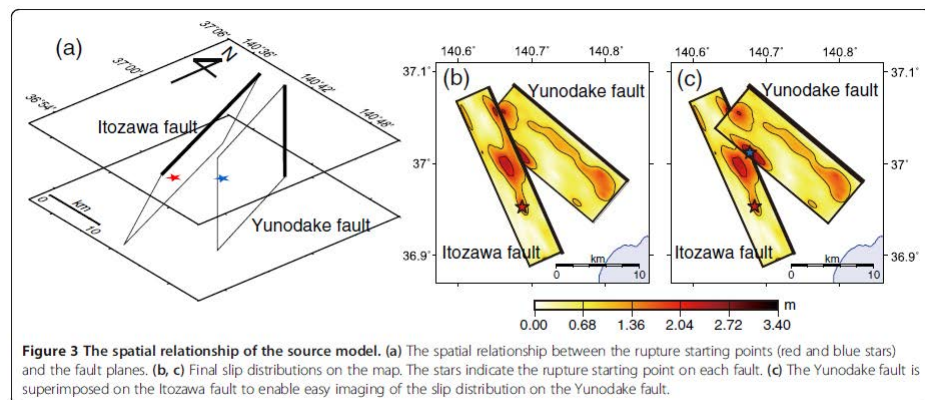 (a)
37°06'
N
140°36'
37°00'
140°42'
36°54'
140°48'
Itozawa fault
Yunodake fault
0
km
10
140.6° 140.7° 140.8°
(b)
37.1°
Yunodake fault
37°
Itozawa fault
36.9°
km
0 10
140.6° 140.7° 140.8°
(c)
37.1°
Yunodake fault
37°
Itozawa fault
36.9°
km
0 10
m
0.00 0.68 1.36 2.04 2.72 3.40
Figure 3 The spatial relationship of the source model. (a) The spatial relationship between the rupture starting points (red and blue stars)
and the fault planes. (b, c) Final slip distributions on the map. The stars indicate the rupture starting point on each fault. (c) The Yunodake fault is
superimposed on the Itozawa fault to enable easy imaging of the slip distribution on the Yunodake fault.